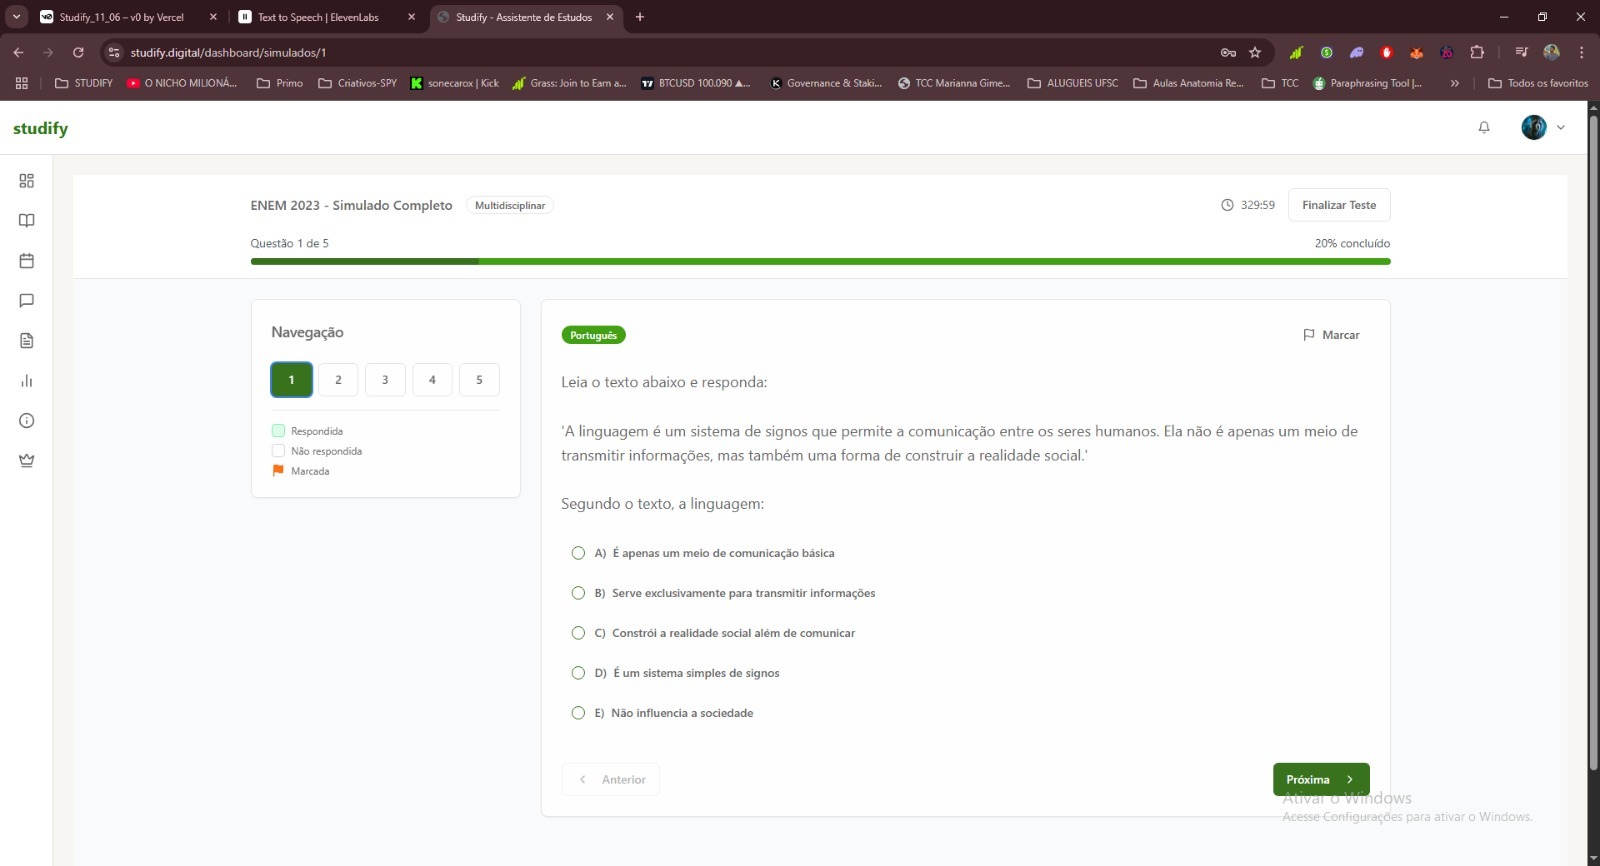 Studify_11_06 – v0 by Vercel
Text to Speech | ElevenLabs
Studify - Assistente de Estudos
studify.digital/dashboard/simulados/1
STUDIFY
O NICHO MILIONÁ...
Primo
Criativos-SPY
sonecarox | Kick
Grass: Join to Earn a...
BTCUSD 100.090 ▲...
Governance & Staki...
TCC Marianna Gime...
ALUGUEIS UFSC
Aulas Anatomia Re...
TCC
Paraphrasing Tool |...
Todos os favoritos
studify
ENEM 2023 - Simulado Completo
Multidisciplinar
329:59
Finalizar Teste
Questão 1 de 5
20% concluído
Navegação
1 2 3 4 5
Respondida
Não respondida
Marcada
Português
Marcar
Leia o texto abaixo e responda:
'A linguagem é um sistema de signos que permite a comunicação entre os seres humanos. Ela não é apenas um meio de
transmitir informações, mas também uma forma de construir a realidade social.'
Segundo o texto, a linguagem:
A) É apenas um meio de comunicação básica
B) Serve exclusivamente para transmitir informações
C) Constrói a realidade social além de comunicar
D) É um sistema simples de signos
E) Não influencia a sociedade
Anterior
Próxima
Ativar o Windows
Acesse Configurações para ativar o Windows.